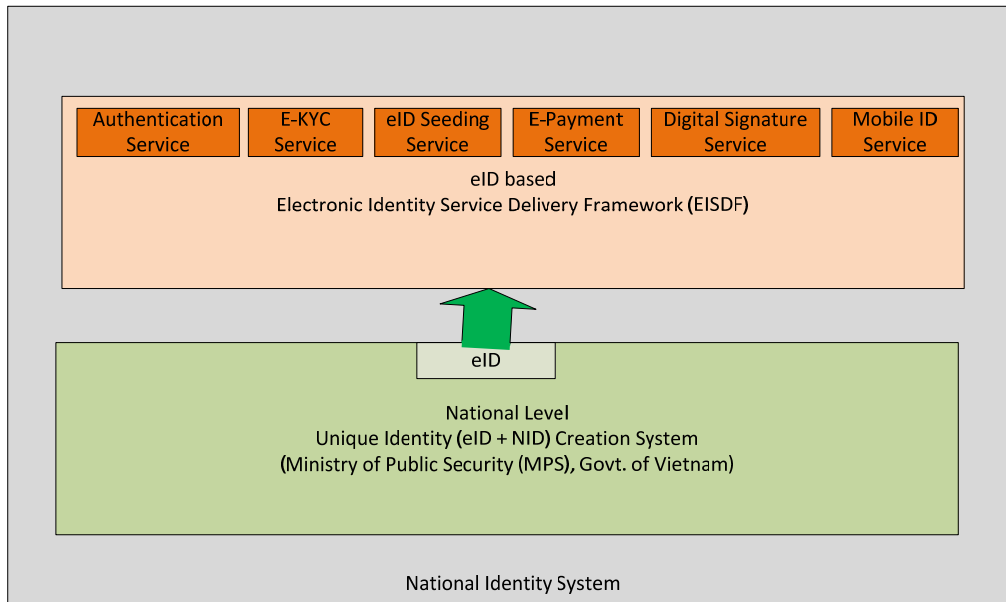 Authentication
Service
E-KYC
Service
eID Seeding
Service
E-Payment
Service
Digital Signature
Service
Mobile ID
Service
eID based
Electronic Identity Service Delivery Framework (EISDF)
eID
National Level
Unique Identity (eID + NID) Creation System
(Ministry of Public Security (MPS), Govt. of Vietnam)
National Identity System